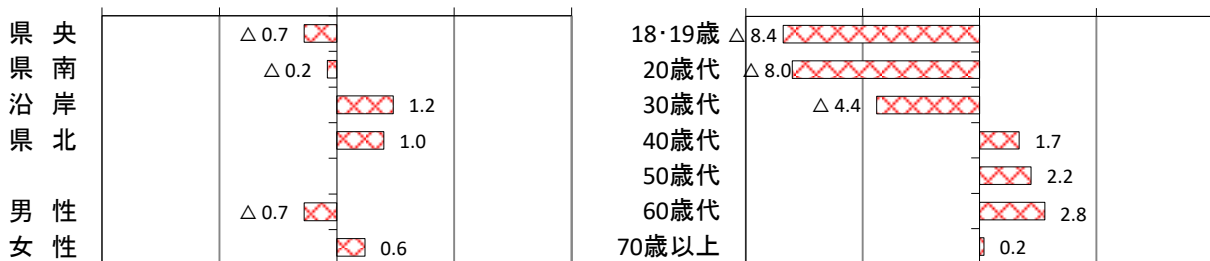 県 央 △ 0.7
県 南 △ 0.2
沿 岸 1.2
県 北 1.0
男 性 △ 0.7
女 性 0.6
18･19歳 △ 8.4
20歳代 △ 8.0
30歳代 △ 4.4
40歳代 1.7
50歳代 2.2
60歳代 2.8
70歳以上 0.2